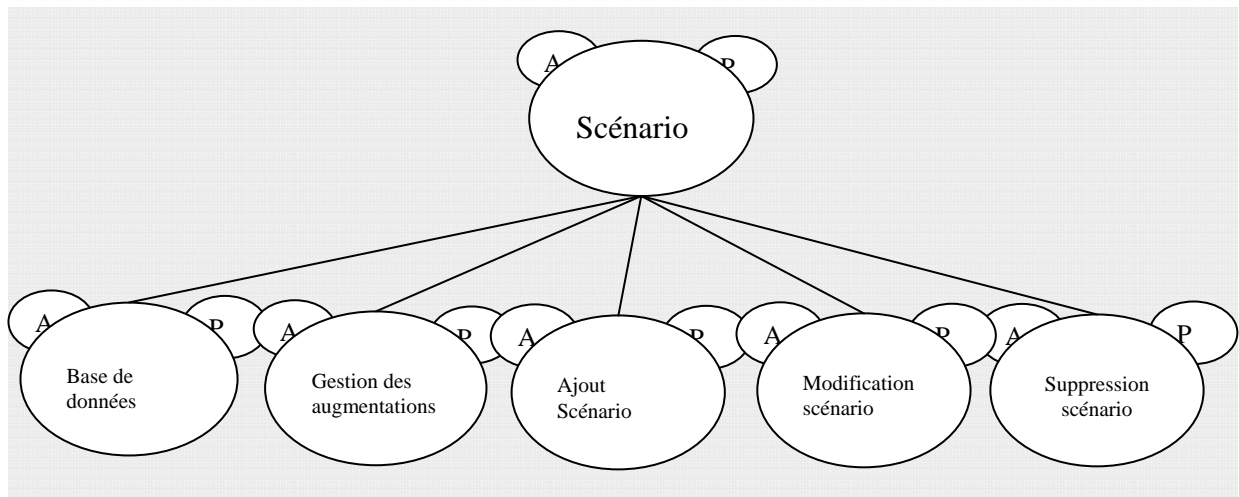 A P
Scénario
A P A P A P A P A P
Base de
données
Gestion des
augmentations
Ajout
Scénario
Modification
scénario
Suppression
scénario